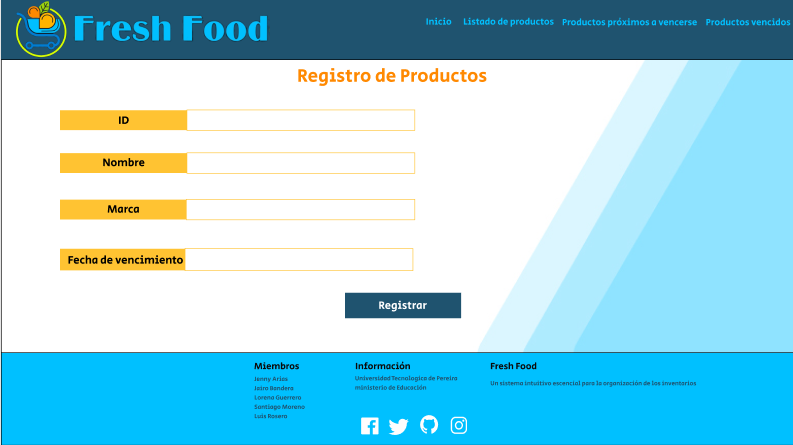 Fresh Food
Inicio Listado de productos Productos próximos a vencerse Productos vencidos
Registro de Productos
ID
Nombre
Marca
Fecha de vencimiento
Registrar
Miembros
Jenny Arias
Jairo Bendera
Lorena Guerrero
Santiago Moreno
Luis Rosero
Información
Universidad Tecnologica de Pereira
ministerio de Educación
Fresh Food
Un sistema intuitivo escencial para la organización de los inventarios